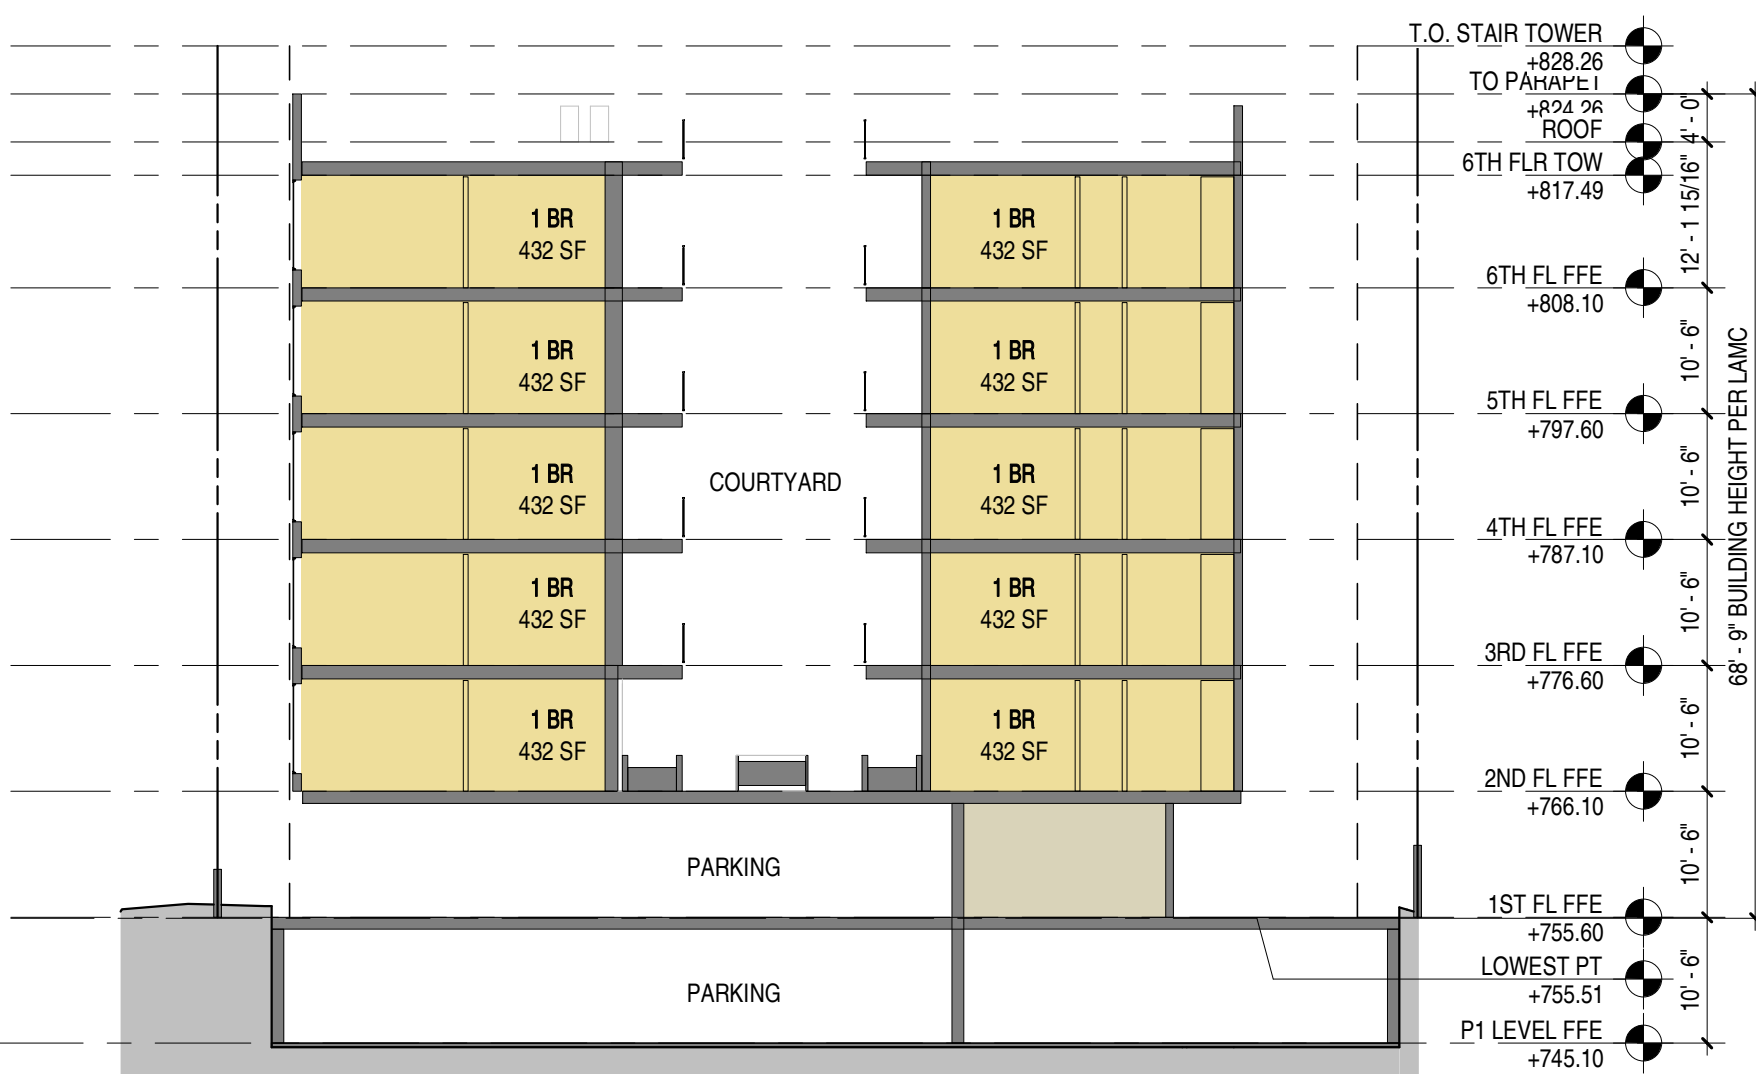 T.O. STAIR TOWER
+828.26
TO PARAPET
+824.26
ROOF
6TH FLR TOW
+817.49
6TH FL FFE
+808.10
5TH FL FFE
+797.60
4TH FL FFE
+787.10
3RD FL FFE
+776.60
2ND FL FFE
+766.10
1ST FL FFE
+755.60
LOWEST PT
+755.51
P1 LEVEL FFE
+745.10
4' - 0"
12' - 1 15/16"
10' - 6"
10' - 6"
10' - 6"
10' - 6"
10' - 6"
10' - 6"
68' - 9" BUILDING HEIGHT PER LAMC
1 BR
432 SF
1 BR
432 SF
1 BR
432 SF
1 BR
432 SF
1 BR
432 SF
1 BR
432 SF
1 BR
432 SF
1 BR
432 SF
1 BR
432 SF
1 BR
432 SF
COURTYARD
PARKING
PARKING